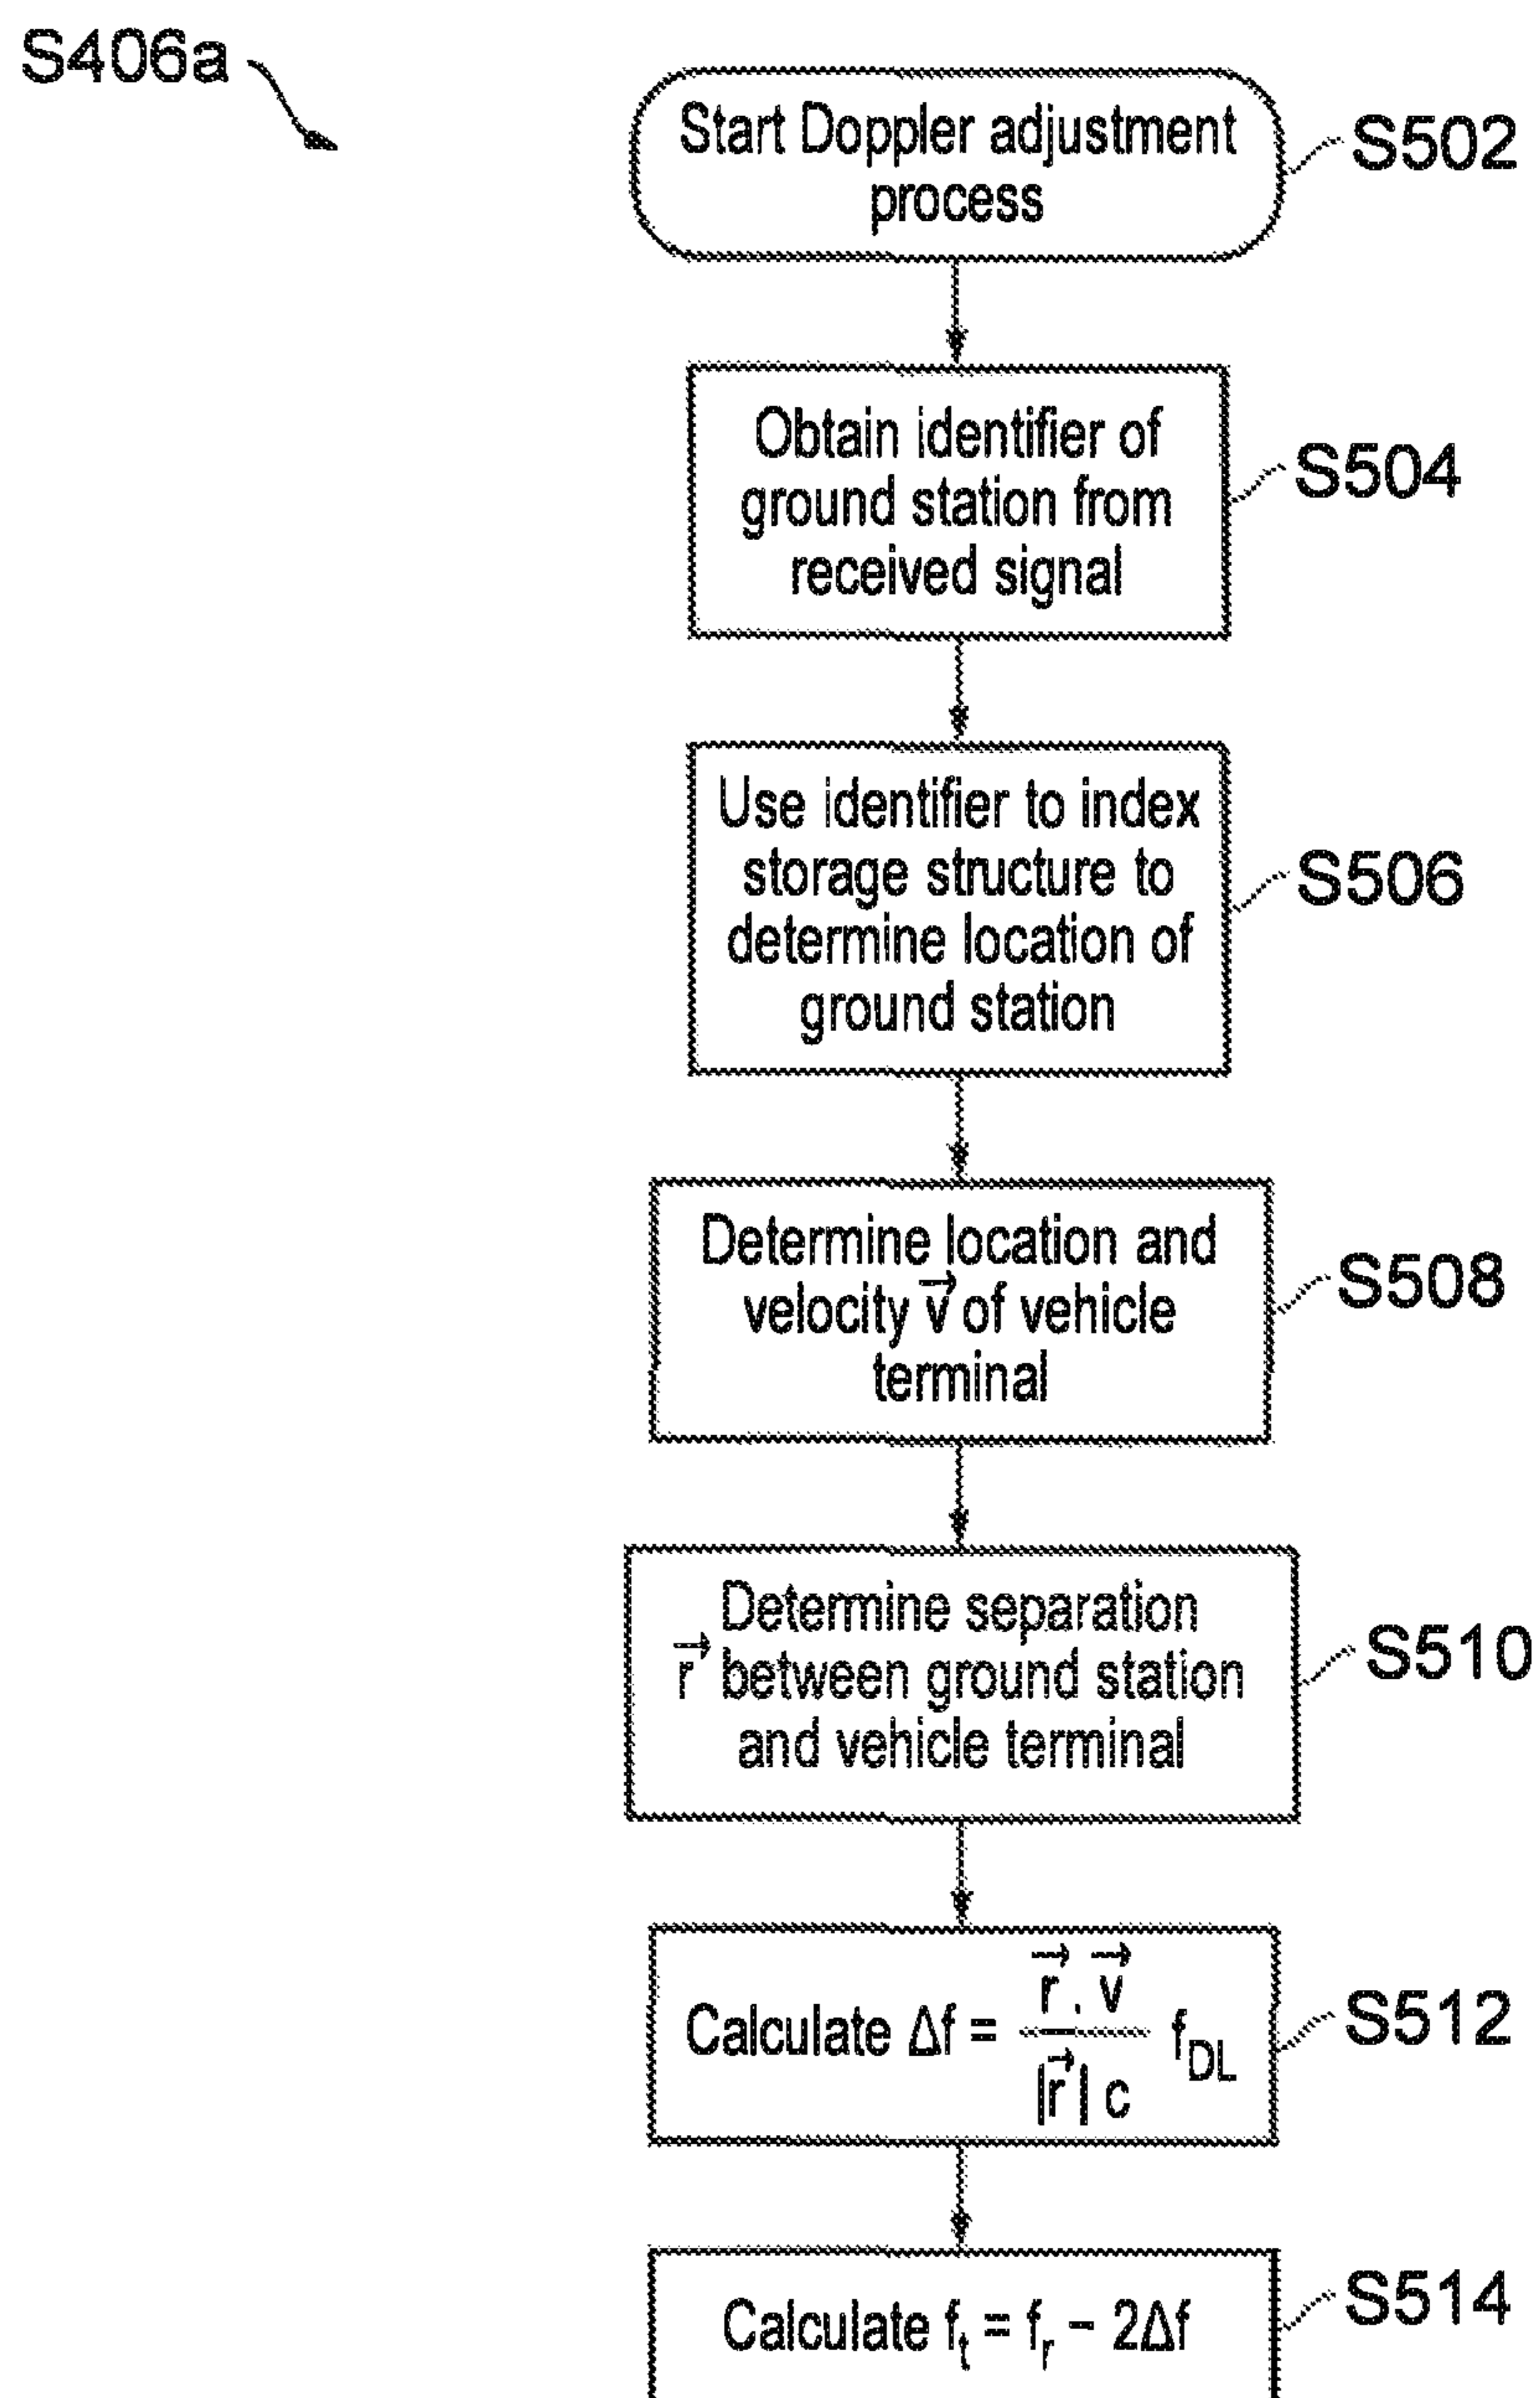 S406a
Start Doppler adjustment
process
S502
Obtain identifier of
ground station from
received signal
S504
Use identifier to index
storage structure to
determine location of
ground station
S506
Determine location and
velocity v⃗ of vehicle
terminal
S508
Determine separation
r⃗ between ground station
and vehicle terminal
S510
Calculate Δf = (r⃗ . v⃗ / |r⃗| c) f_DL
S512
Calculate f_t = f_r − 2Δf
S514